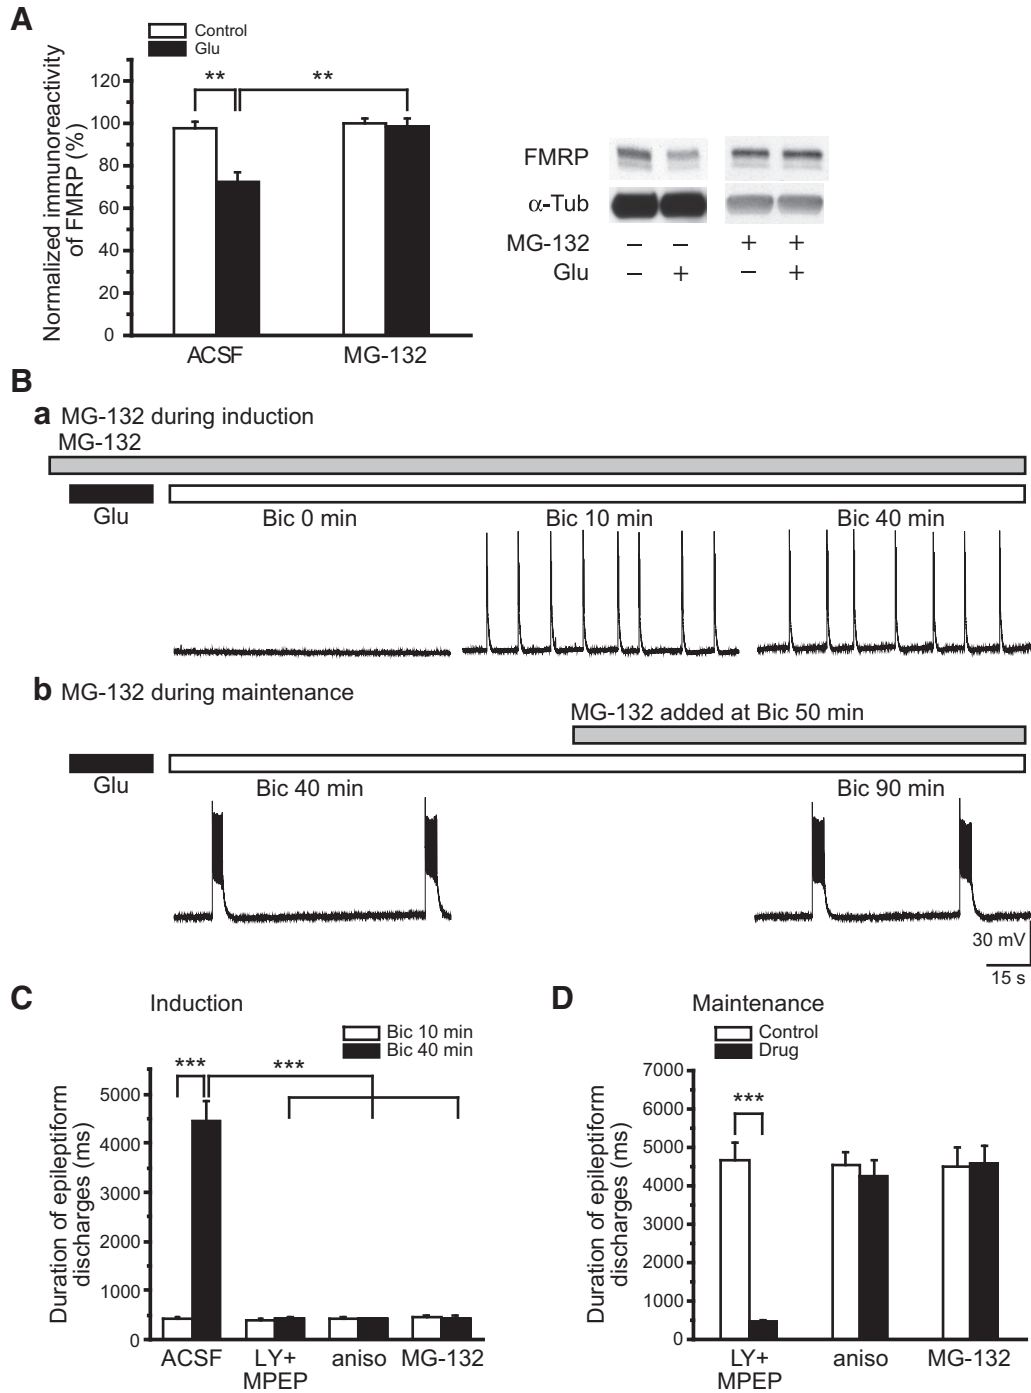 A
Control
Glu
Normalized immunoreactivity
of FMRP (%)
120
100
80
60
40
20
0
**
**
ACSF
MG-132
FMRP
α-Tub
MG-132
− − + +
Glu
− + − +
B
a MG-132 during induction
MG-132
Glu
Bic 0 min
Bic 10 min
Bic 40 min
b MG-132 during maintenance
MG-132 added at Bic 50 min
Glu
Bic 40 min
Bic 90 min
30 mV
15 s
C
Induction
Bic 10 min
Bic 40 min
Duration of epileptiform
discharges (ms)
5000
4000
3000
2000
1000
0
***
***
ACSF
LY+
MPEP
aniso
MG-132
D
Maintenance
Control
Drug
Duration of epileptiform
discharges (ms)
7000
6000
5000
4000
3000
2000
1000
0
***
LY+
MPEP
aniso
MG-132